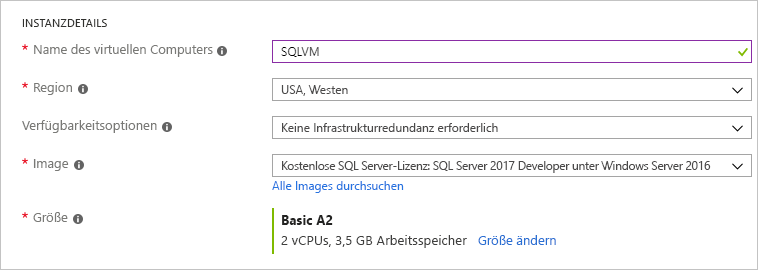 INSTANZDETAILS
* Name des virtuellen Computers
SQLVM
* Region
USA, Westen
Verfügbarkeitsoptionen
Keine Infrastrukturredundanz erforderlich
* Image
Kostenlose SQL Server-Lizenz: SQL Server 2017 Developer unter Windows Server 2016
Alle Images durchsuchen
* Größe
Basic A2
2 vCPUs, 3,5 GB Arbeitsspeicher Größe ändern